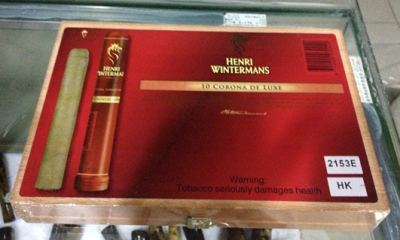 HENRI
WINTERMANS
HENRI
WINTERMANS
10 CORONA DE LUXE
2153E
HK
Warning:
Tobacco seriously damages health